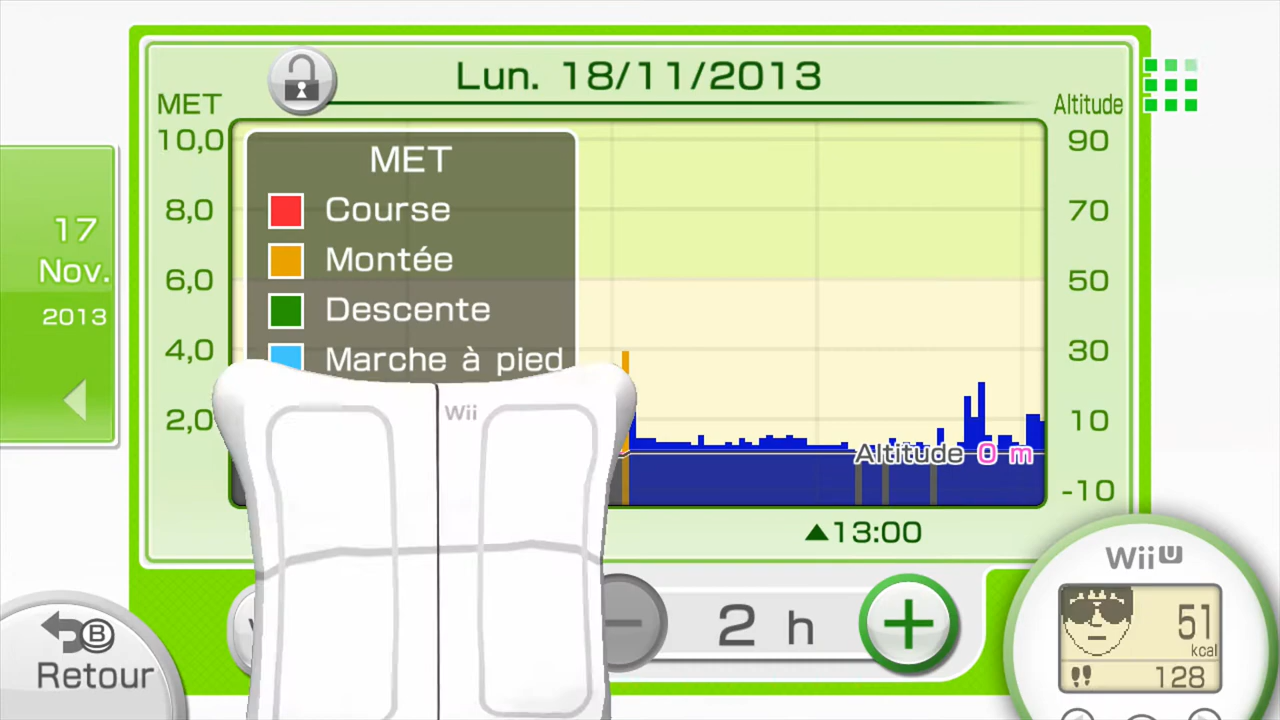 Lun. 18/11/2013
MET
Altitude
10,0
8,0
6,0
4,0
2,0
90
70
50
30
10
-10
MET
Course
Montée
Descente
Marche à pied
17
Nov.
2013
Wii
Altitude 0 m
▲13:00
− 2 h +
B
Retour
Wii U
51
kcal
128